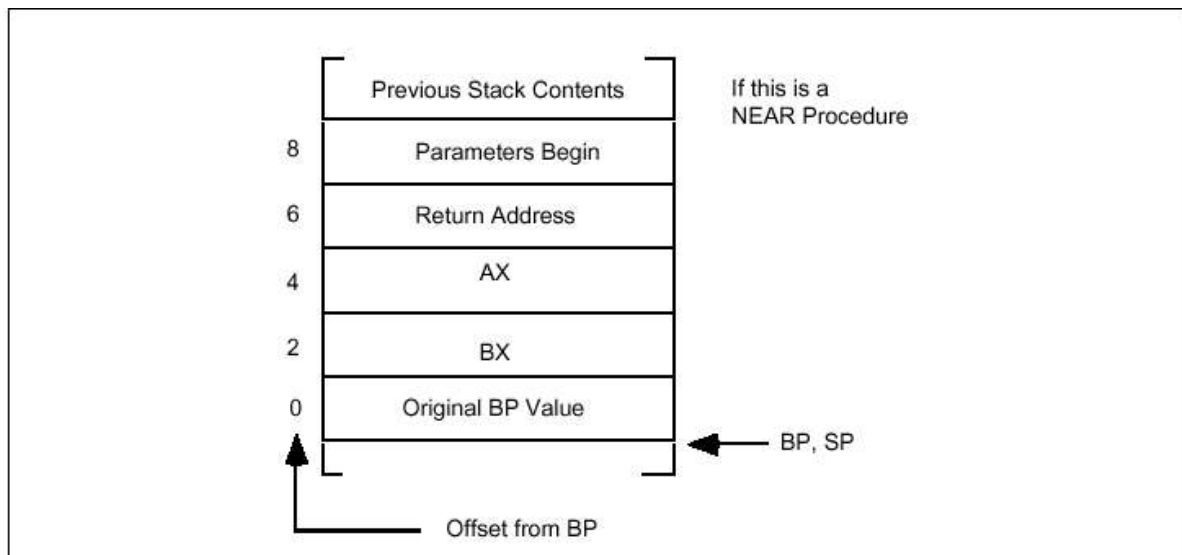 Previous Stack Contents
If this is a
NEAR Procedure
8
Parameters Begin
6
Return Address
4
AX
2
BX
0
Original BP Value
BP, SP
Offset from BP